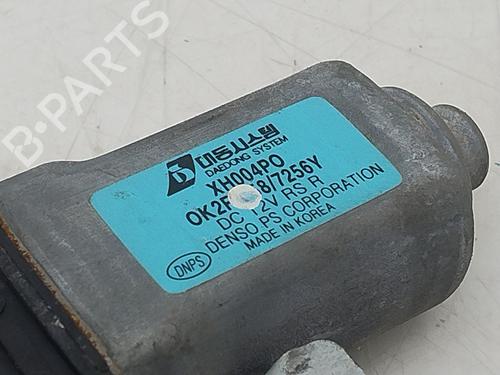 대동시스템
DAEDONG SYSTEM
XH004PO
DC 12V RS R
DENSO PS CORPORATION
MADE IN KOREA
DNPS
B-PARTS